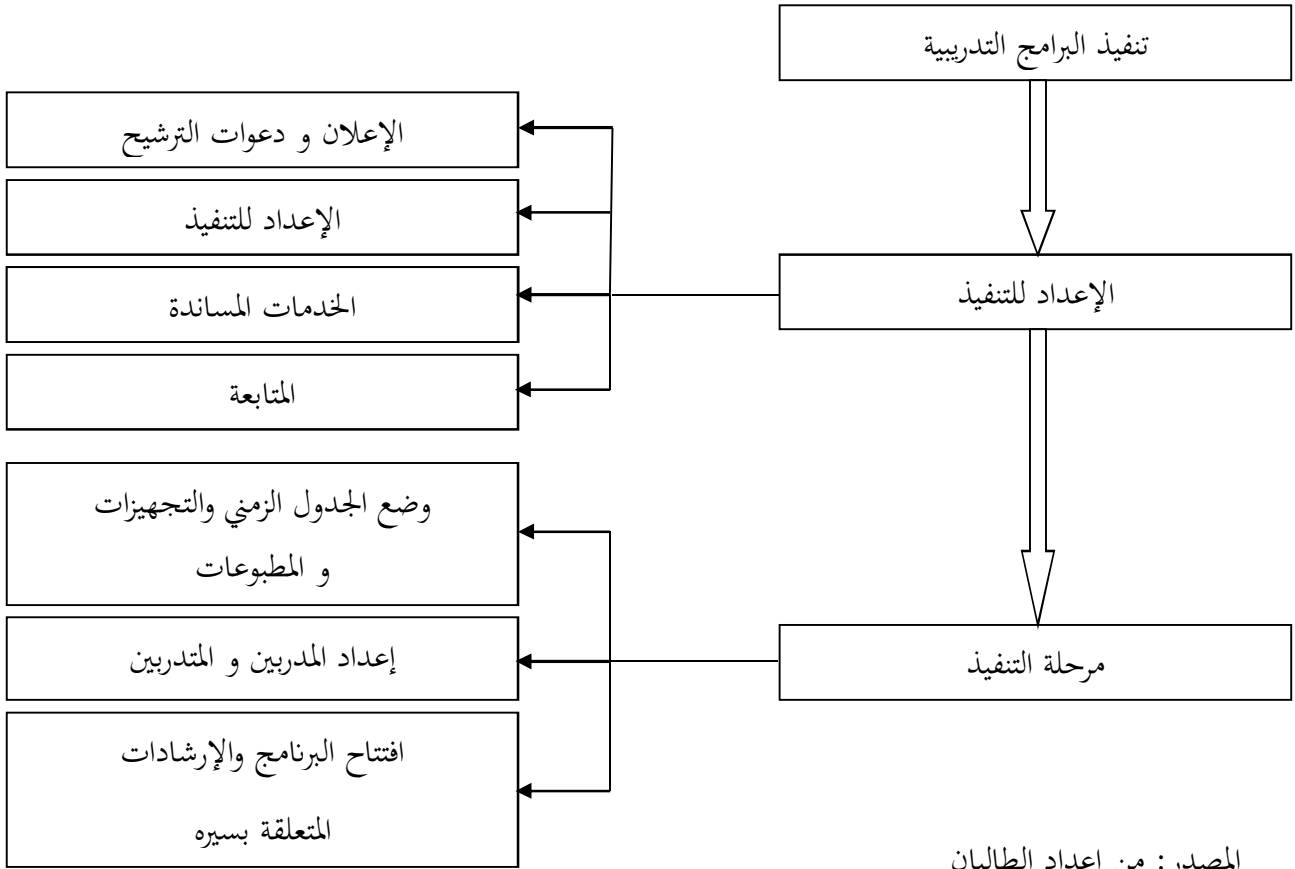 تنفيذ البرامج التدريبية
الإعلان و دعوات الترشيح
الإعداد للتنفيذ
الإعداد للتنفيذ
الخدمات المساندة
المتابعة
وضع الجدول الزمني والتجهيزات
و المطبوعات
مرحلة التنفيذ
إعداد المدربين و المتدربين
افتتاح البرنامج والإرشادات
المتعلقة بسيره
المصدر: من اعداد الطالبان